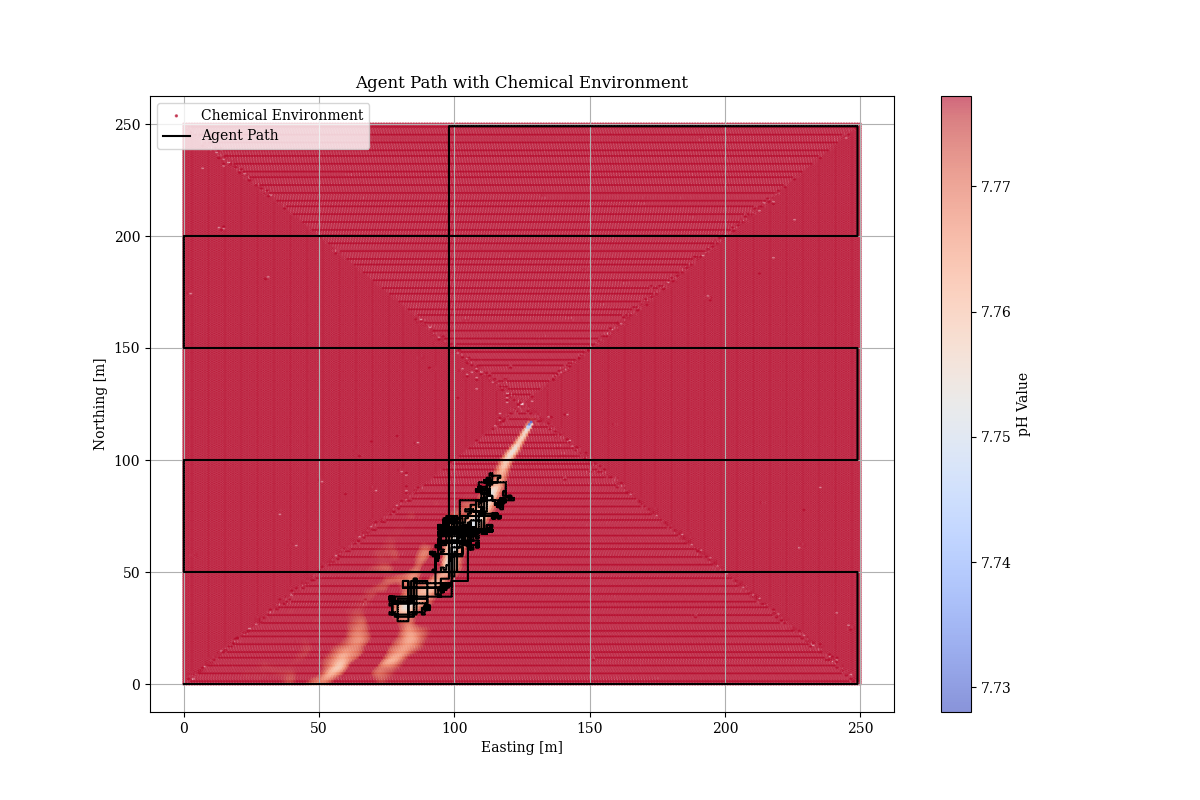 Agent Path with Chemical Environment
Chemical Environment
Agent Path
250
200
150
100
50
0
Northing [m]
0 50 100 150 200 250
Easting [m]
7.77
7.76
7.75
7.74
7.73
pH Value